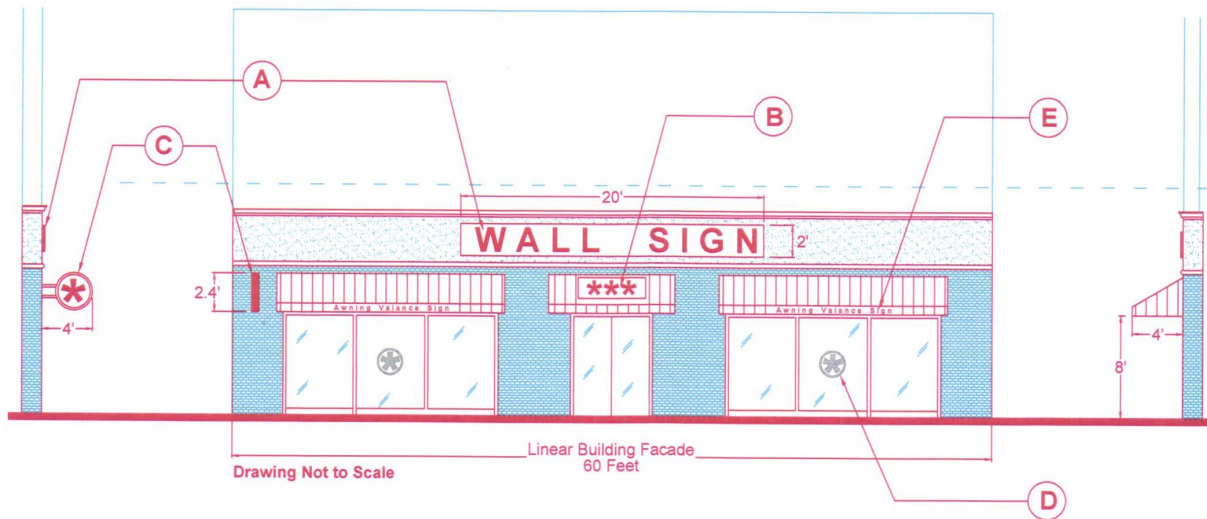 A
B
E
C
20'
WALL SIGN
2'
***
2.4'
4'
Awning Valance Sign
Awning Valance Sign
4'
8'
Linear Building Facade
60 Feet
Drawing Not to Scale
D